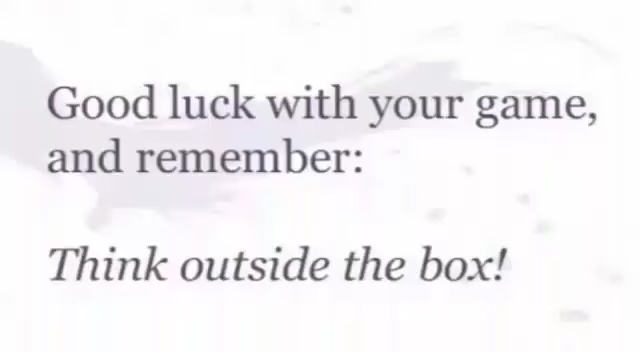 Good luck with your game,
and remember:
Think outside the box!